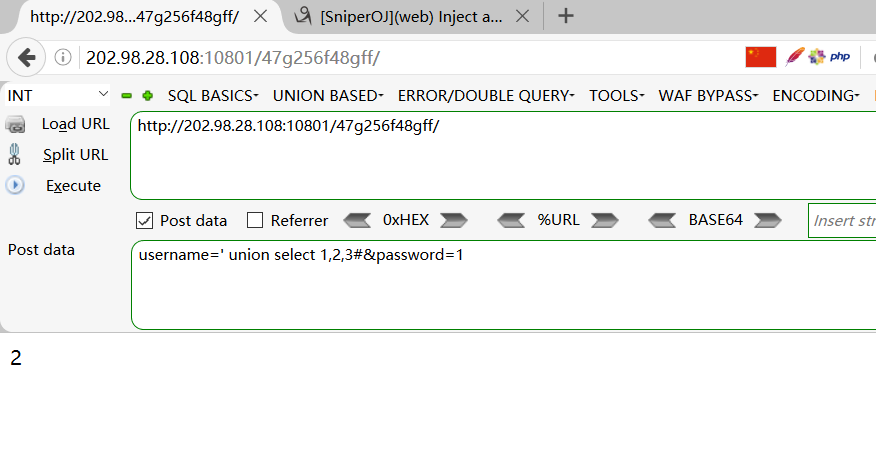 http://202.98...47g256f48gff/
[SniperOJ](web) Inject a...
202.98.28.108:10801/47g256f48gff/
php
INT
SQL BASICS
UNION BASED
ERROR/DOUBLE QUERY
TOOLS
WAF BYPASS
ENCODING
Load URL
http://202.98.28.108:10801/47g256f48gff/
Split URL
Execute
Post data
Referrer
0xHEX
%URL
BASE64
Insert str
Post data
username=' union select 1,2,3#&password=1
2